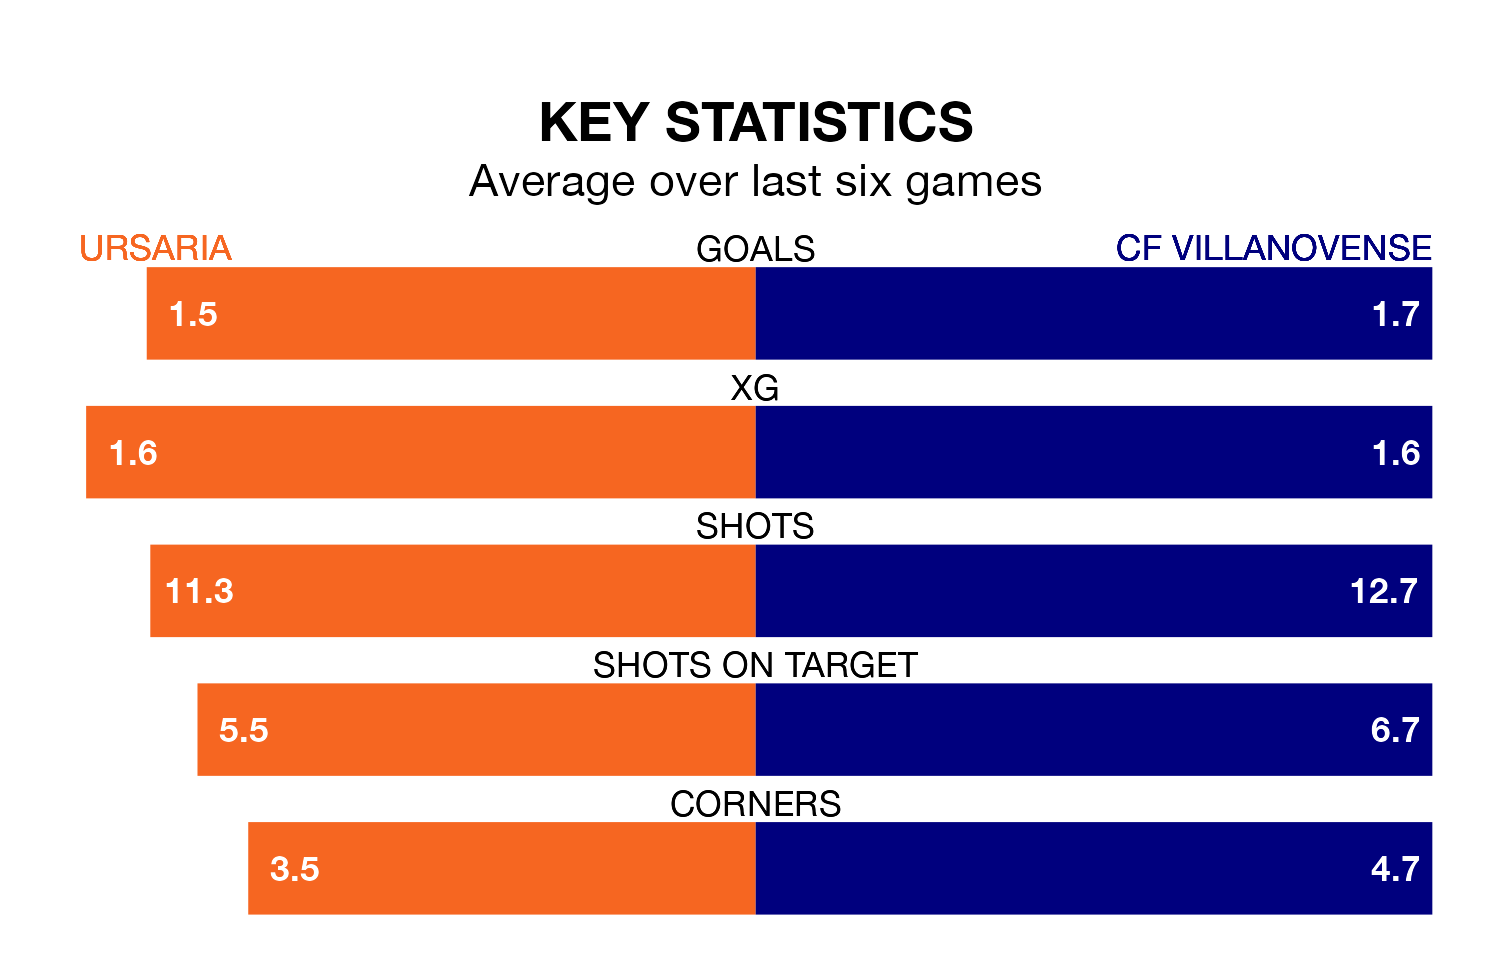 KEY STATISTICS
Average over last six games
URSARIA GOALS CF VILLANOVENSE
1.5 1.7
XG
1.6 1.6
SHOTS
11.3 12.7
SHOTS ON TARGET
5.5 6.7
CORNERS
3.5 4.7